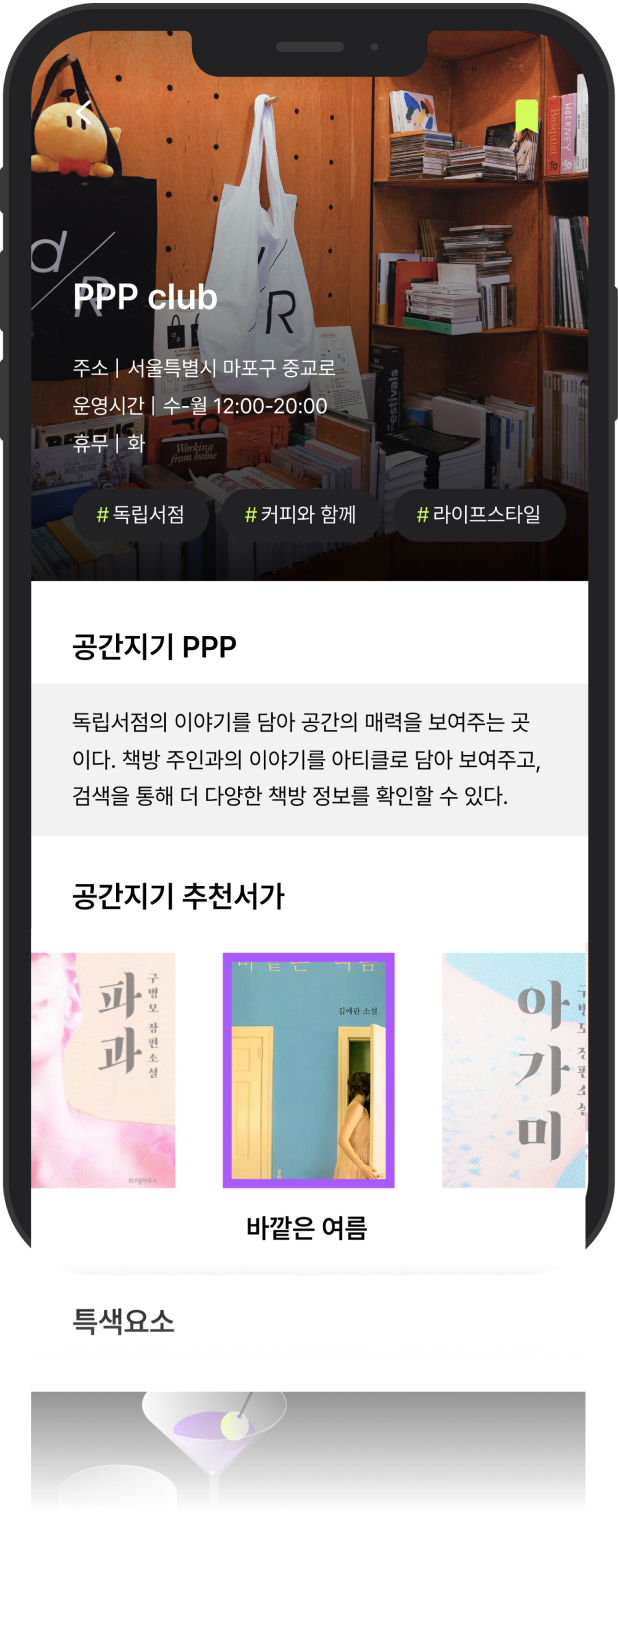 d
R
PPP club
R
주소 | 서울특별시 마포구 중교로
운영시간 | 수-월 12:00-20:00
휴무 | 화
Basquiat
HOCKNEY
Festivals
Working
from home
# 독립서점
# 커피와 함께
# 라이프스타일
공간지기 PPP
독립서점의 이야기를 담아 공간의 매력을 보여주는 곳
이다. 책방 주인과의 이야기를 아티클로 담아 보여주고,
검색을 통해 더 다양한 책방 정보를 확인할 수 있다.
공간지기 추천서가
파과
구병모 장편소설
바깥은 여름
김애란 소설
아가미
구병모 장편소설
바깥은 여름
특색요소